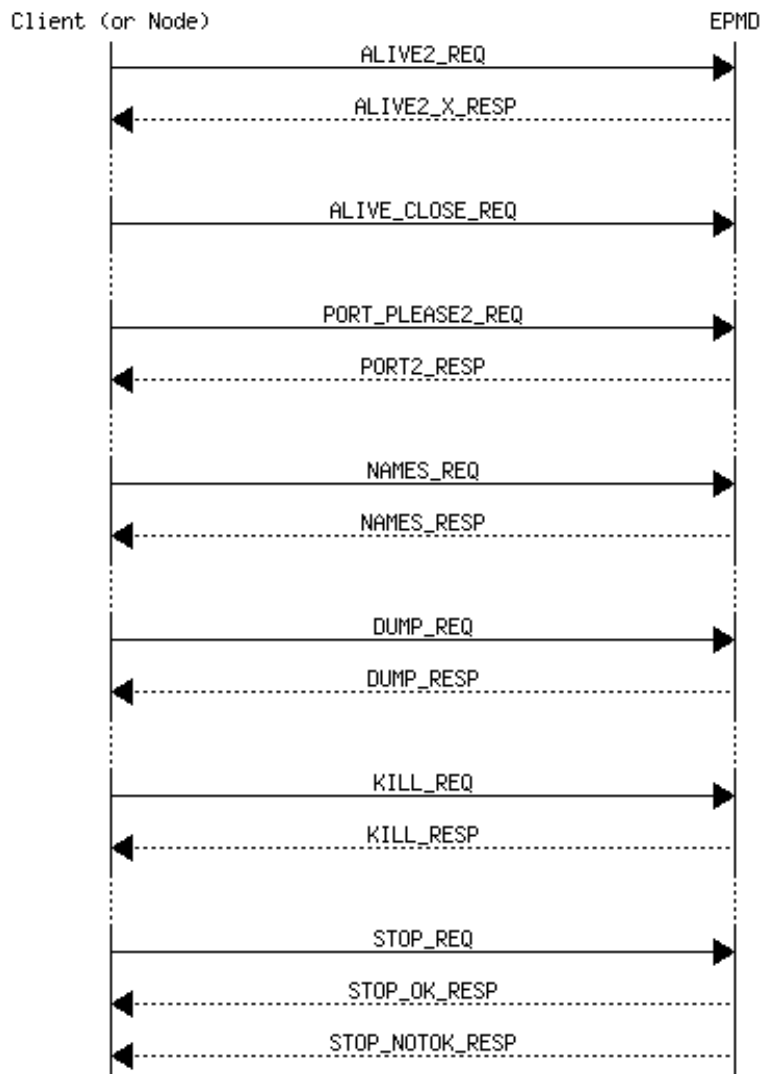 Client (or Node) EPMD
ALIVE2_REQ
ALIVE2_X_RESP
ALIVE_CLOSE_REQ
PORT_PLEASE2_REQ
PORT2_RESP
NAMES_REQ
NAMES_RESP
DUMP_REQ
DUMP_RESP
KILL_REQ
KILL_RESP
STOP_REQ
STOP_OK_RESP
STOP_NOTOK_RESP